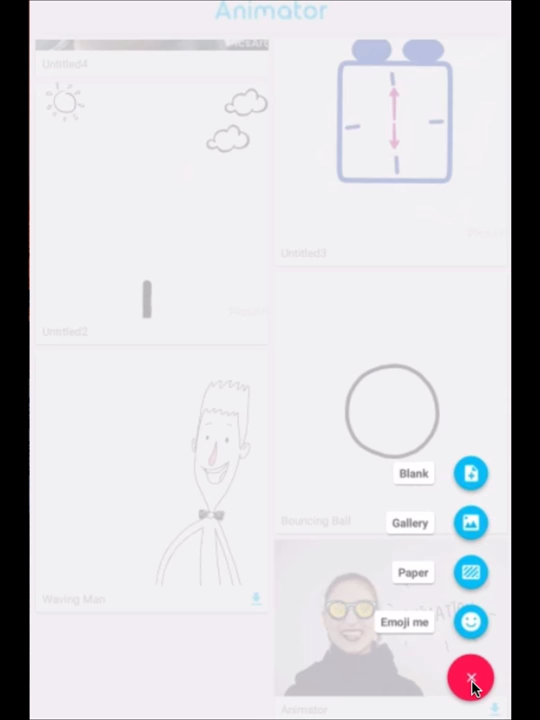 Animator
Untitled4
Untitled3
Untitled2
Blank
Gallery
Bouncing Ball
Paper
Waving Man
Emoji me
Animator